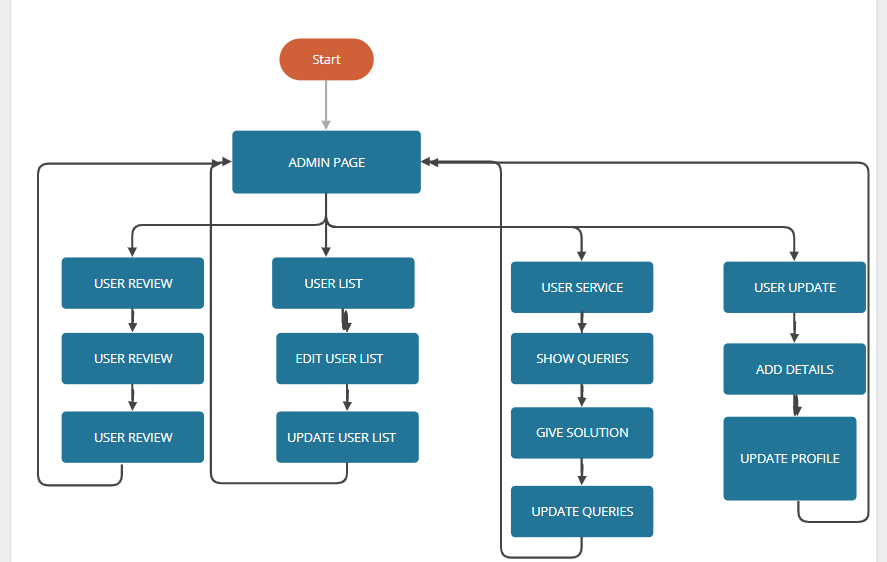 Start
ADMIN PAGE
USER REVIEW
USER LIST
USER SERVICE
USER UPDATE
USER REVIEW
EDIT USER LIST
SHOW QUERIES
ADD DETAILS
USER REVIEW
UPDATE USER LIST
GIVE SOLUTION
UPDATE PROFILE
UPDATE QUERIES